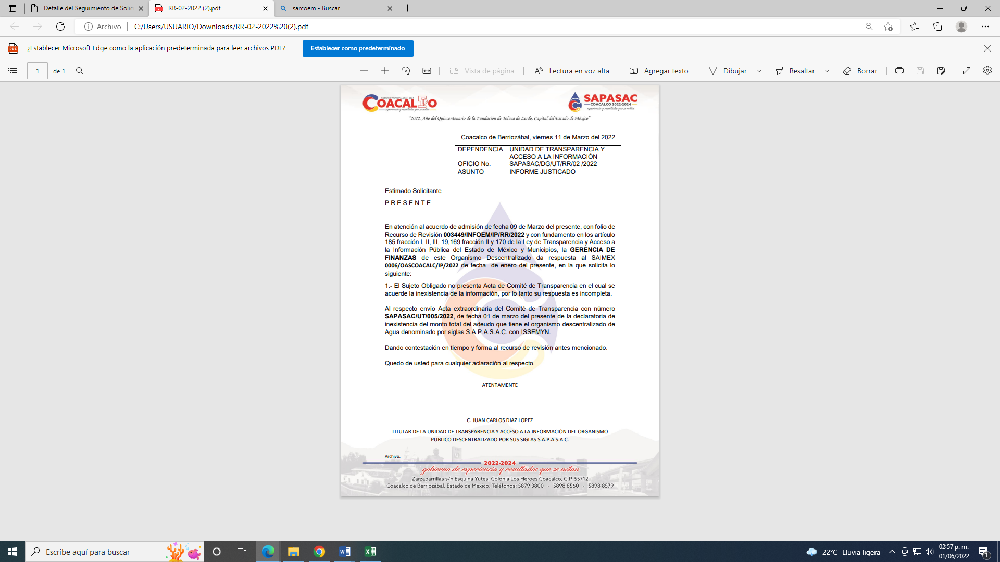 Detalle del Seguimiento de Solic
RR-02-2022 (2).pdf
sarcoem - Buscar
Archivo
C:/Users/USUARIO/Downloads/RR-02-2022%20(2).pdf
¿Establecer Microsoft Edge como la aplicación predeterminada para leer archivos PDF?
Establecer como predeterminado
1 de 1
Vista de página
Lectura en voz alta
Agregar texto
Dibujar
Resaltar
Borrar
COACALCO
experiencia y resultados que se notan
SAPASAC
COACALCO 2022-2024
experiencia y resultados que se notan
"2022. Año del Quincentenario de la Fundación de Toluca de Lerdo, Capital del Estado de México"
Coacalco de Berriozábal, viernes 11 de Marzo del 2022
DEPENDENCIA UNIDAD DE TRANSPARENCIA Y
ACCESO A LA INFORMACIÓN
OFICIO No. SAPASAC/DG/UT/RR/02 /2022
ASUNTO INFORME JUSTICADO
Estimado Solicitante
P R E S E N T E
En atención al acuerdo de admisión de fecha 09 de Marzo del presente, con folio de
Recurso de Revisión 003449/INFOEM/IP/RR/2022 y con fundamento en los artículo
185 fracción I, II, III, 19,169 fracción II y 170 de la Ley de Transparencia y Acceso a
la Información Pública del Estado de México y Municipios, la GERENCIA DE
FINANZAS de este Organismo Descentralizado da respuesta al SAIMEX
0006/OASCOACALC/IP/2022 de fecha de enero del presente, en la que solicita lo
siguiente:
1.- El Sujeto Obligado no presenta Acta de Comité de Transparencia en el cual se
acuerde la inexistencia de la información, por lo tanto su respuesta es incompleta.
Al respecto envío Acta extraordinaria del Comité de Transparencia con número
SAPASAC/UT/005/2022, de fecha 01 de marzo del presente de la declaratoria de
inexistencia del monto total del adeudo que tiene el organismo descentralizado de
Agua denominado por siglas S.A.P.A.S.A.C. con ISSEMYN.
Dando contestación en tiempo y forma al recurso de revisión antes mencionado.
Quedo de usted para cualquier aclaración al respecto.
ATENTAMENTE
C. JUAN CARLOS DIAZ LOPEZ
TITULAR DE LA UNIDAD DE TRANSPARENCIA Y ACCESO A LA INFORMACIÓN DEL ORGANISMO
PUBLICO DESCENTRALIZADO POR SUS SIGLAS S.A.P.A.S.A.C.
Archivo.
2022-2024
gobierno de experiencia y resultados que se notan
Zarzaparrillas s/n Esquina Yutes, Colonia Los Héroes Coacalco, C.P. 55712
Coacalco de Berriozábal, Estado de México. Teléfonos: 5879 3800 - 5898 8560 - 5898 8579
Escribe aquí para buscar
22°C Lluvia ligera
02:57 p. m.
01/06/2022
1